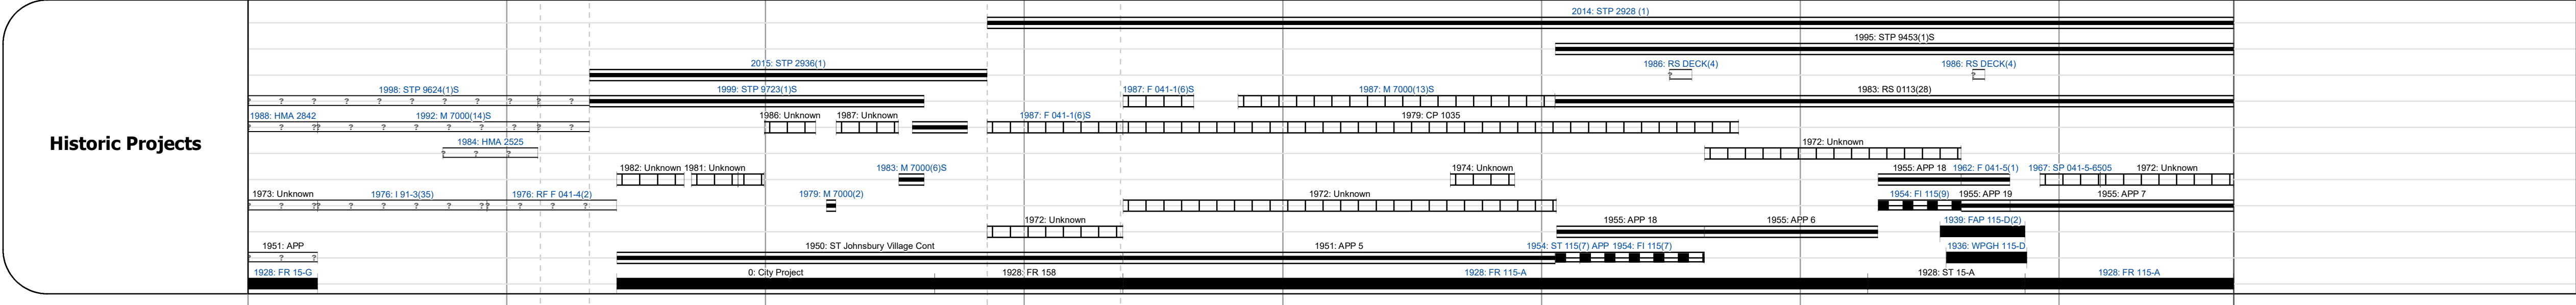 Historic Projects
2014: STP 2928 (1)
1995: STP 9453(1)S
2015: STP 2936(1) 1986: RS DECK(4) 1986: RS DECK(4)
1998: STP 9624(1)S 1999: STP 9723(1)S 1987: F 041-1(6)S 1987: M 7000(13)S 1983: RS 0113(28)
? ? ? ? ? ? ? ? ? ?
1988: HMA 2842 1992: M 7000(14)S 1986: Unknown 1987: Unknown 1987: F 041-1(6)S 1979: CP 1035
1984: HMA 2525 1972: Unknown
? ? ?
1982: Unknown 1981: Unknown 1983: M 7000(6)S 1974: Unknown 1955: APP 18 1962: F 041-5(1) 1967: SP 041-5-6505 1972: Unknown
1973: Unknown 1976: I 91-3(35) 1976: RF F 041-4(2) 1979: M 7000(2) 1972: Unknown 1954: FI 115(9) 1955: APP 19 1955: APP 7
1972: Unknown 1955: APP 18 1955: APP 6 1939: FAP 115-D(2)
1951: APP 1950: ST Johnsbury Village Cont 1951: APP 5 1954: ST 115(7) APP 1954: FI 115(7) 1936: WPGH 115-D
? ? ?
1928: FR 15-G 0: City Project 1928: FR 158 1928: FR 115-A 1928: ST 15-A 1928: FR 115-A